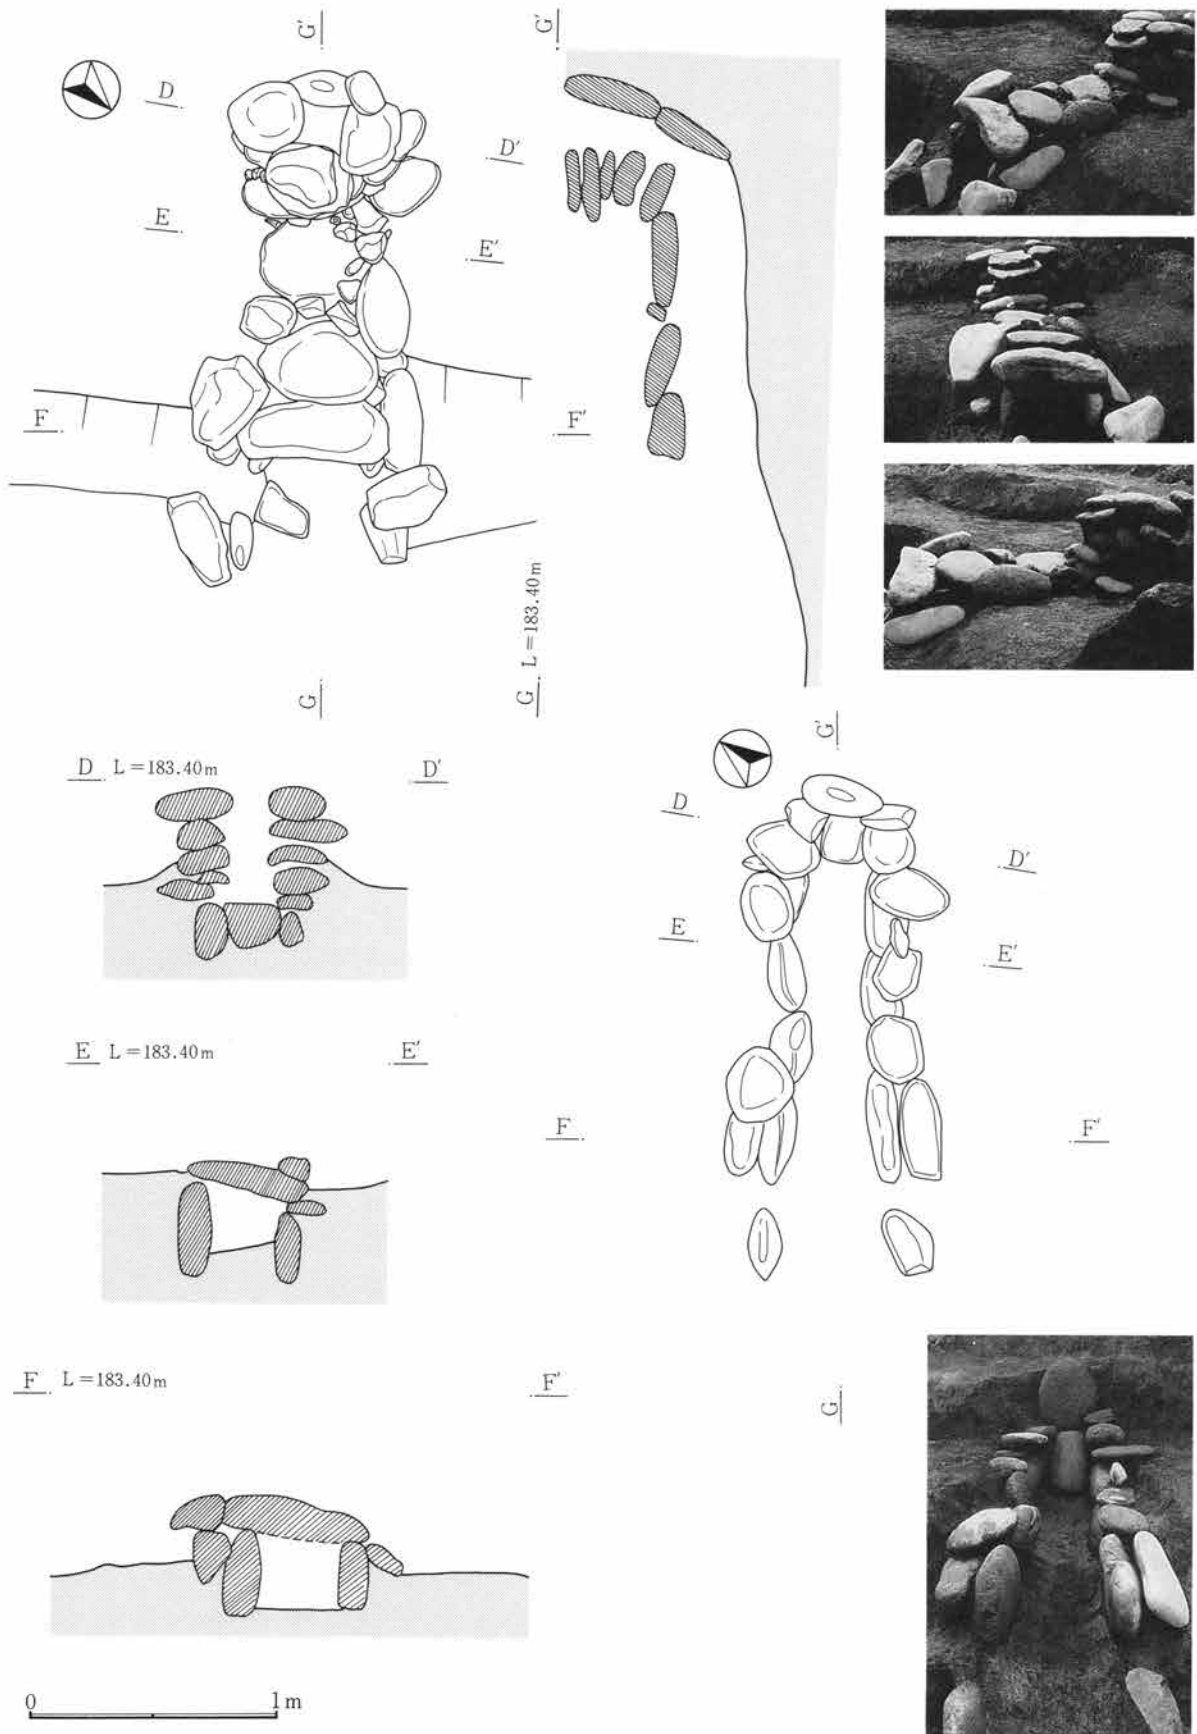 G'
G'
D
D'
E
E'
F
F'
G
G L=183.40m
D L=183.40m D'
G'
D
D'
E
E'
E L=183.40m E'
F
F'
F L=183.40m F'
G
0 1m